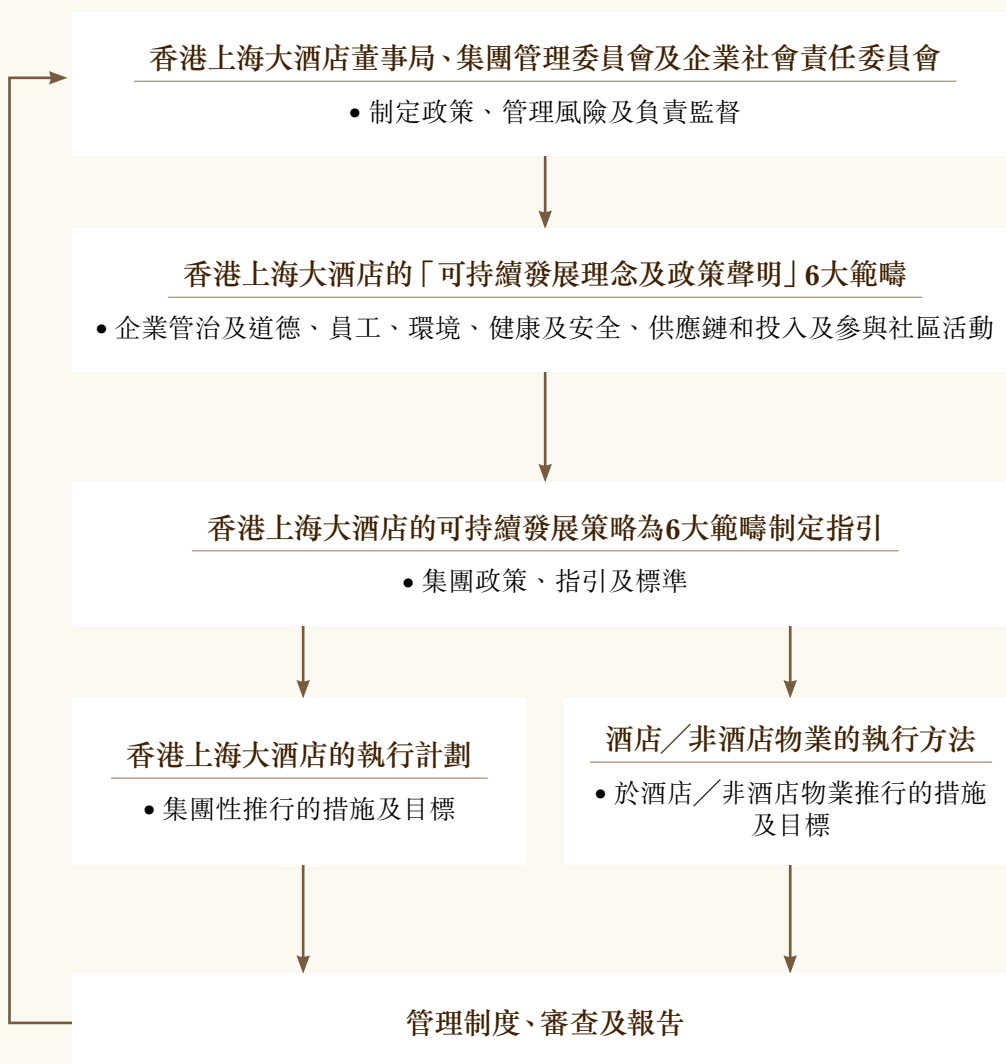 香港上海大酒店董事局、集團管理委員會及企業社會責任委員會
• 制定政策、管理風險及負責監督
香港上海大酒店的「可持續發展理念及政策聲明」6大範疇
• 企業管治及道德、員工、環境、健康及安全、供應鏈和投入及參與社區活動
香港上海大酒店的可持續發展策略為6大範疇制定指引
• 集團政策、指引及標準
香港上海大酒店的執行計劃
• 集團性推行的措施及目標
酒店／非酒店物業的執行方法
• 於酒店／非酒店物業推行的措施
及目標
管理制度、審查及報告